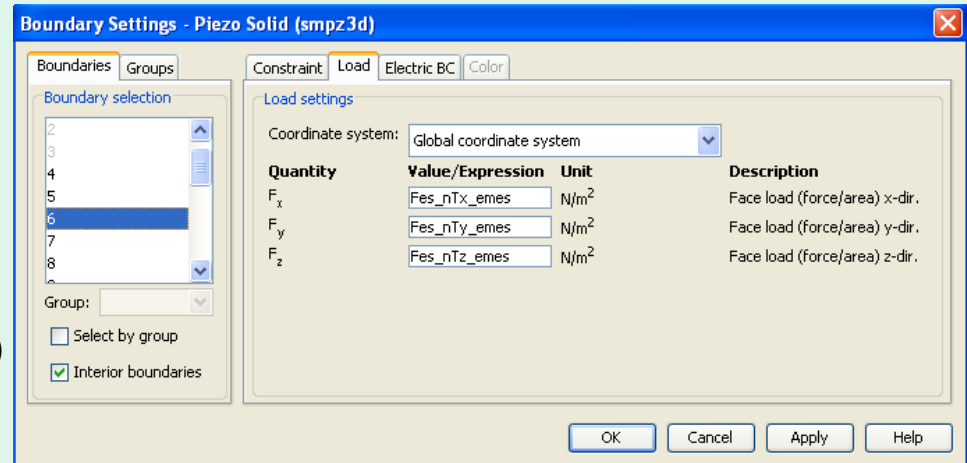 Boundary Settings - Piezo Solid (smpz3d)
Boundaries Groups
Boundary selection
2
3
4
5
6
7
8
Group:
Select by group
Interior boundaries
)
Constraint Load Electric BC Color
Load settings
Coordinate system: Global coordinate system
Quantity Value/Expression Unit Description
Fx Fes_nTx_emes N/m2 Face load (force/area) x-dir.
Fy Fes_nTy_emes N/m2 Face load (force/area) y-dir.
Fz Fes_nTz_emes N/m2 Face load (force/area) z-dir.
OK Cancel Apply Help